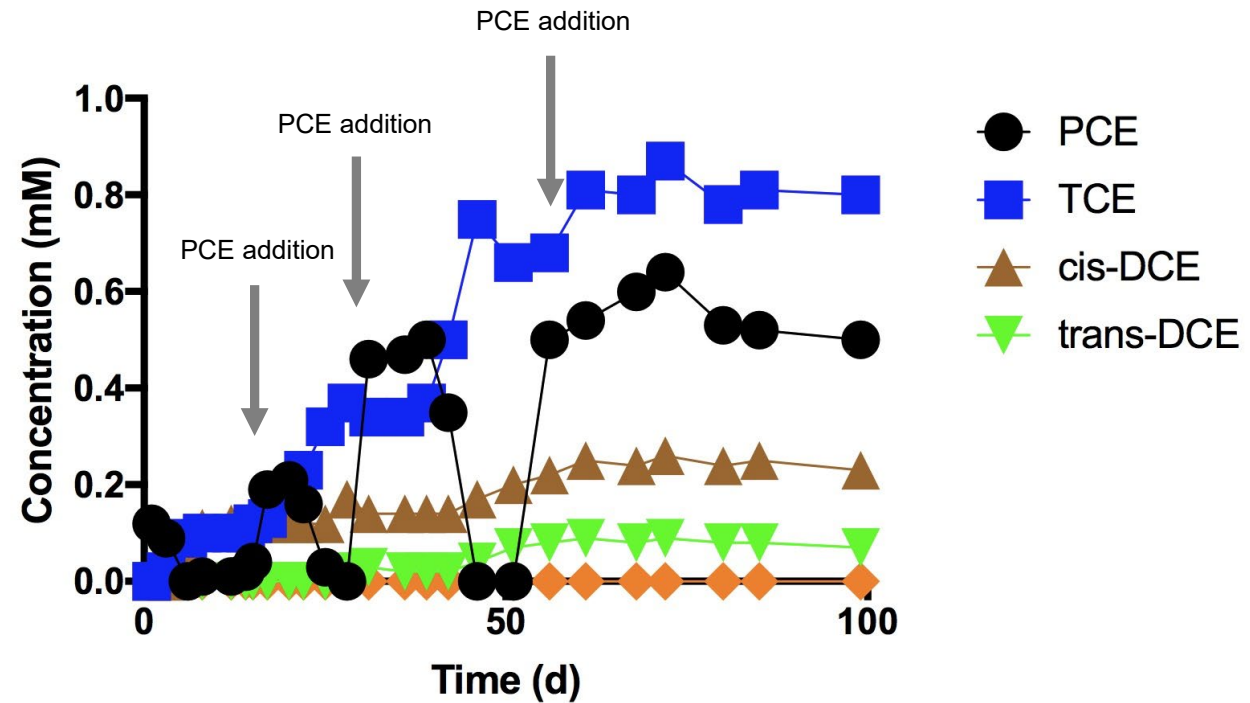 PCE addition
PCE addition
PCE addition
1.0
0.8
0.6
0.4
0.2
0.0
Concentration (mM)
0 50 100
Time (d)
PCE
TCE
cis-DCE
trans-DCE